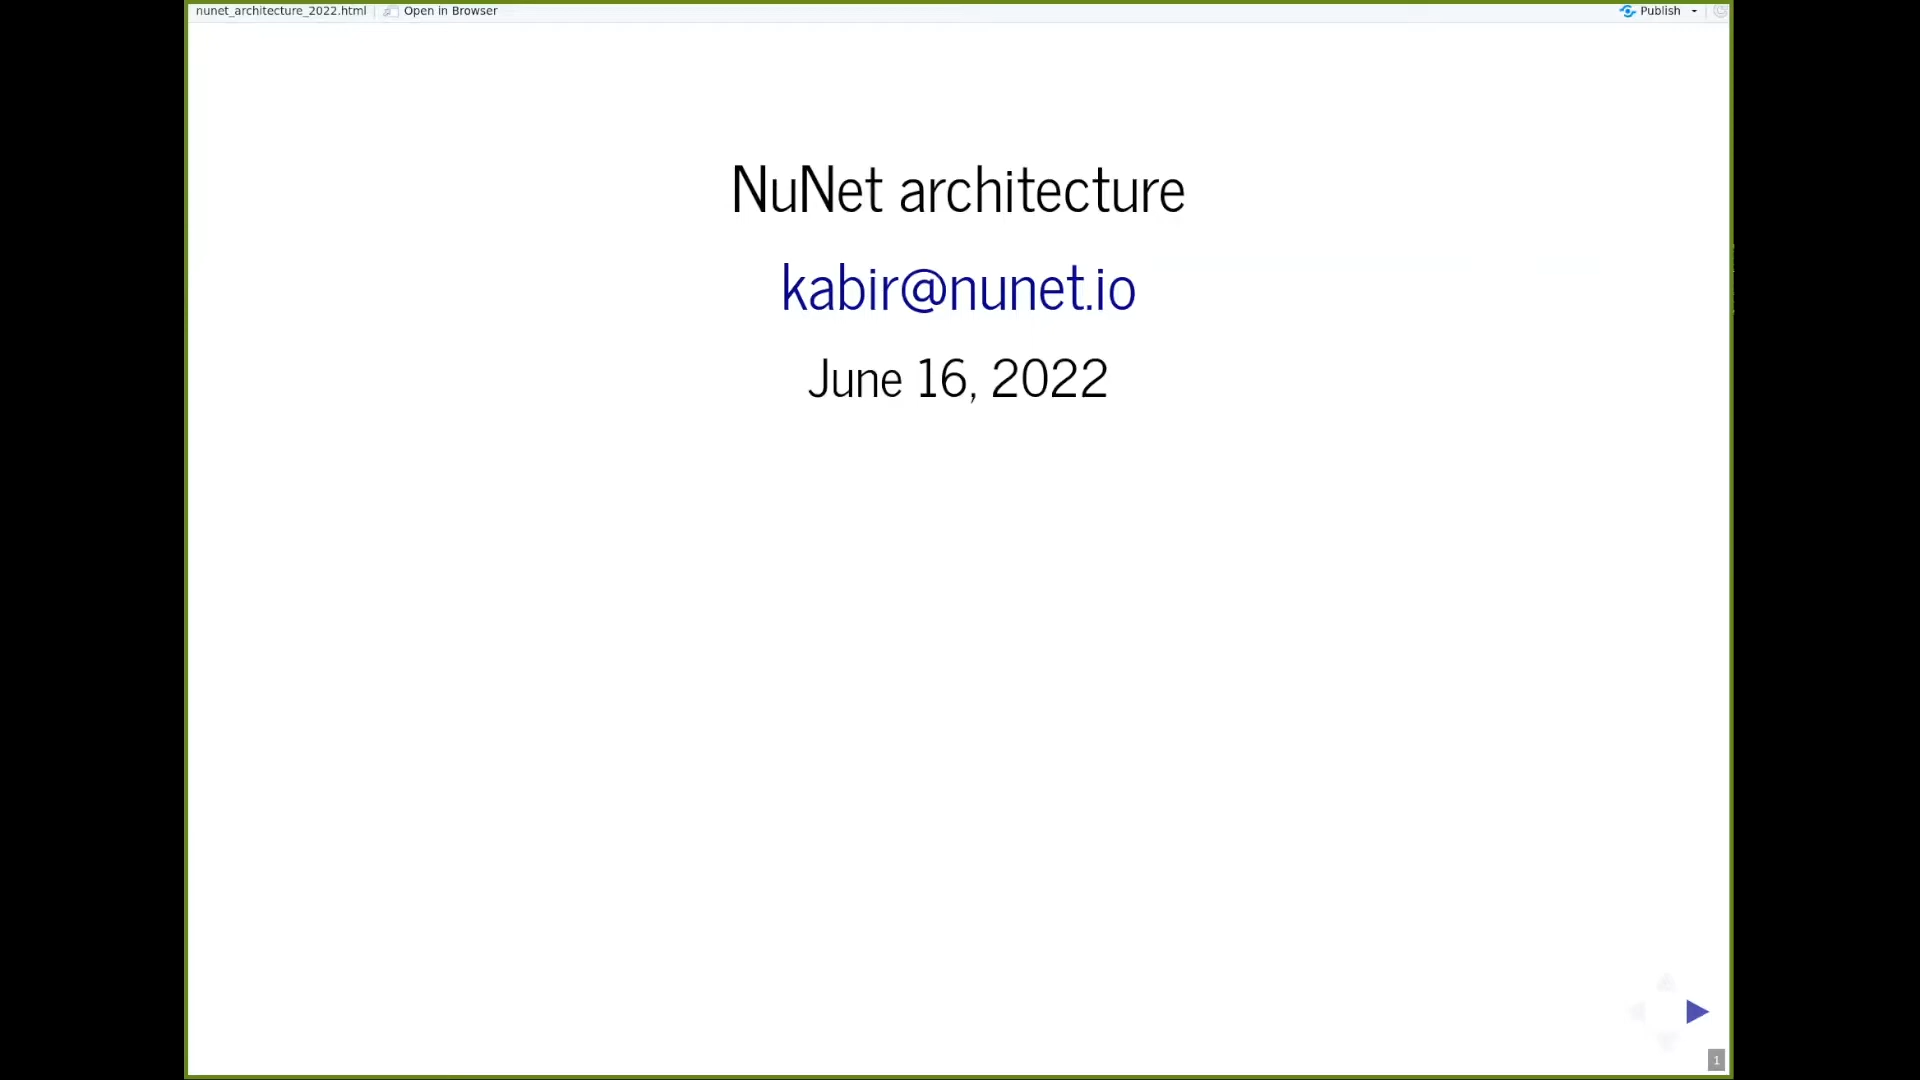 nunet_architecture_2022.html Open in Browser Publish
NuNet architecture
kabir@nunet.io
June 16, 2022
1